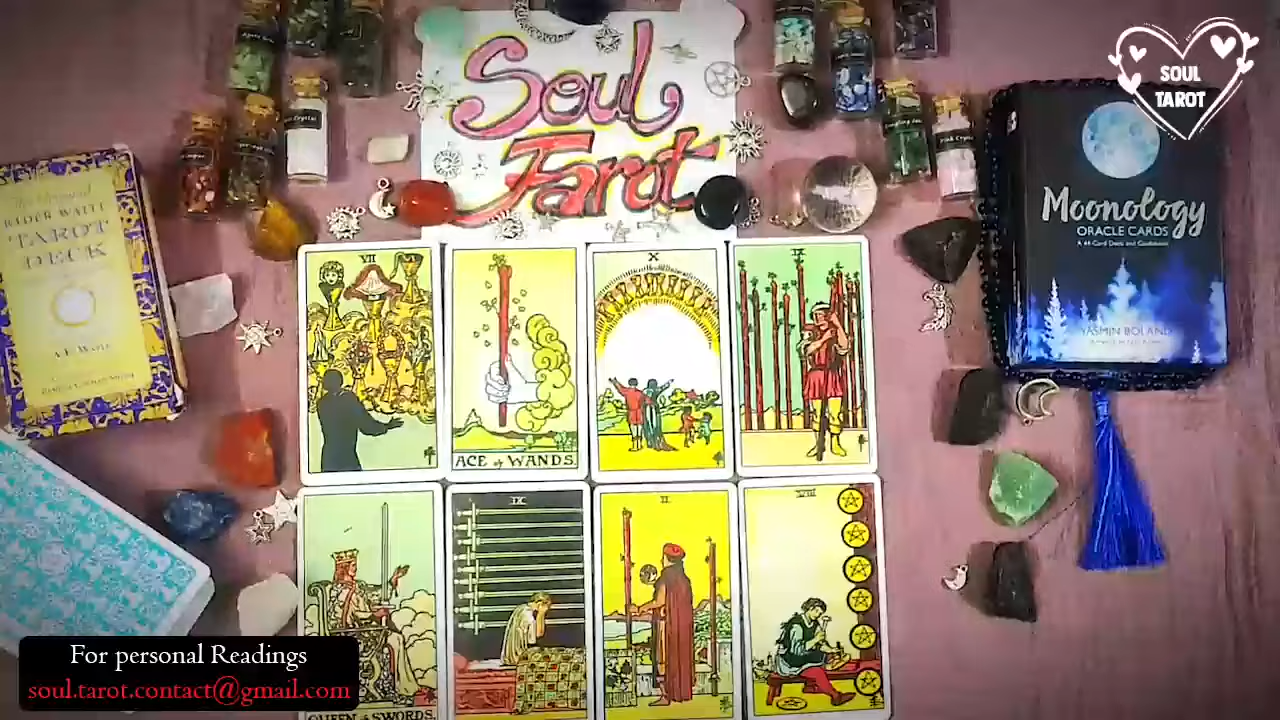 Soul
Tarot
SOUL
TAROT
RIDER WAITE
TAROT
DECK
A.E. WAITE
Moonology
ORACLE CARDS
A 44-Card Deck and Guidebook
YASMIN BOLAND
VII
ACE of WANDS
X
IX
QUEEN of SWORDS.
IX
II
VIII
For personal Readings
soul.tarot.contact@gmail.com